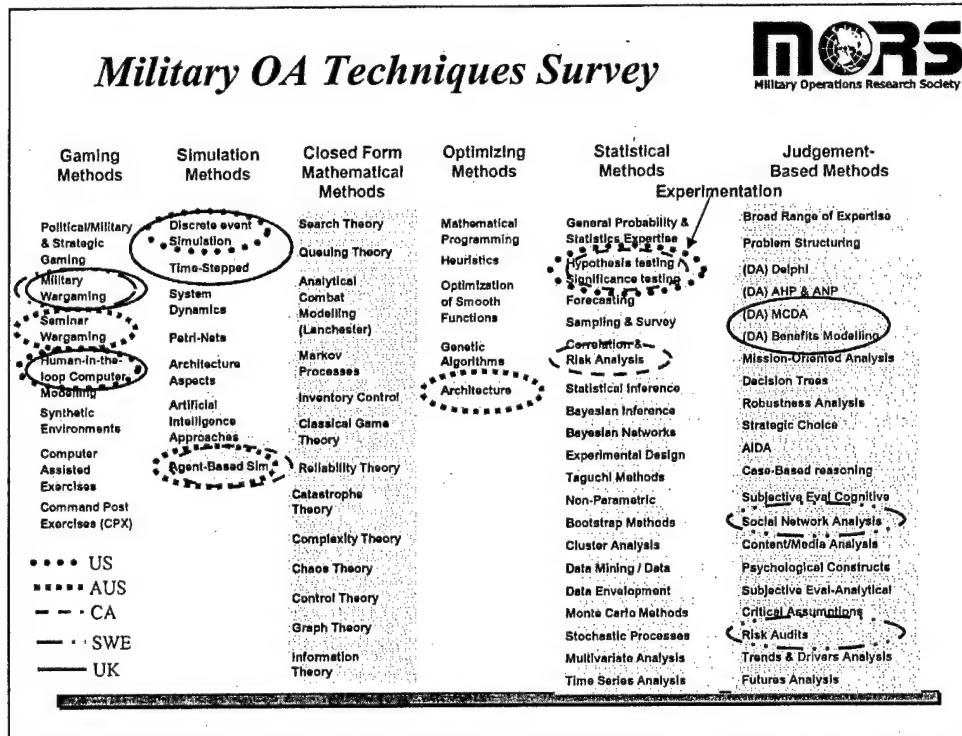 Military OA Techniques Survey
MORS
Military Operations Research Society
Gaming
Methods
Political/Military
& Strategic
Gaming
Military
Wargaming
Seminar
Wargaming
Human-in-the-
loop Computer
Modelling
Synthetic
Environments
Computer
Assisted
Exercises
Command Post
Exercises (CPX)
Simulation
Methods
Discrete event
Simulation
Time-Stepped
System
Dynamics
Petri-Nets
Architecture
Aspects
Artificial
Intelligence
Approaches
Agent-Based Sim
Closed Form
Mathematical
Methods
Search Theory
Queuing Theory
Analytical
Combat
Modelling
(Lanchester)
Markov
Processes
Inventory Control
Classical Game
Theory
Reliability Theory
Catastrophe
Theory
Complexity Theory
Chaos Theory
Control Theory
Graph Theory
Information
Theory
Optimizing
Methods
Mathematical
Programming
Heuristics
Optimization
of Smooth
Functions
Genetic
Algorithms
Architecture
Statistical
Methods
Experimentation
General Probability &
Statistics Expertise
Hypothesis testing
Significance testing
Forecasting
Sampling & Survey
Correlation &
Risk Analysis
Statistical Inference
Bayesian Inference
Bayesian Networks
Experimental Design
Taguchi Methods
Non-Parametric
Bootstrap Methods
Cluster Analysis
Data Mining / Data
Data Envelopment
Monte Carlo Methods
Stochastic Processes
Multivariate Analysis
Time Series Analysis
Judgement-
Based Methods
Broad Range of Expertise
Problem Structuring
(DA) Delphi
(DA) AHP & ANP
(DA) MCDA
(DA) Benefits Modelling
Mission-Oriented Analysis
Decision Trees
Robustness Analysis
Strategic Choice
AIDA
Case-Based reasoning
Subjective Eval Cognitive
Social Network Analysis
Content/Media Analysis
Psychological Constructs
Subjective Eval-Analytical
Critical Assumptions
Risk Audits
Trends & Drivers Analysis
Futures Analysis
US
AUS
CA
SWE
UK